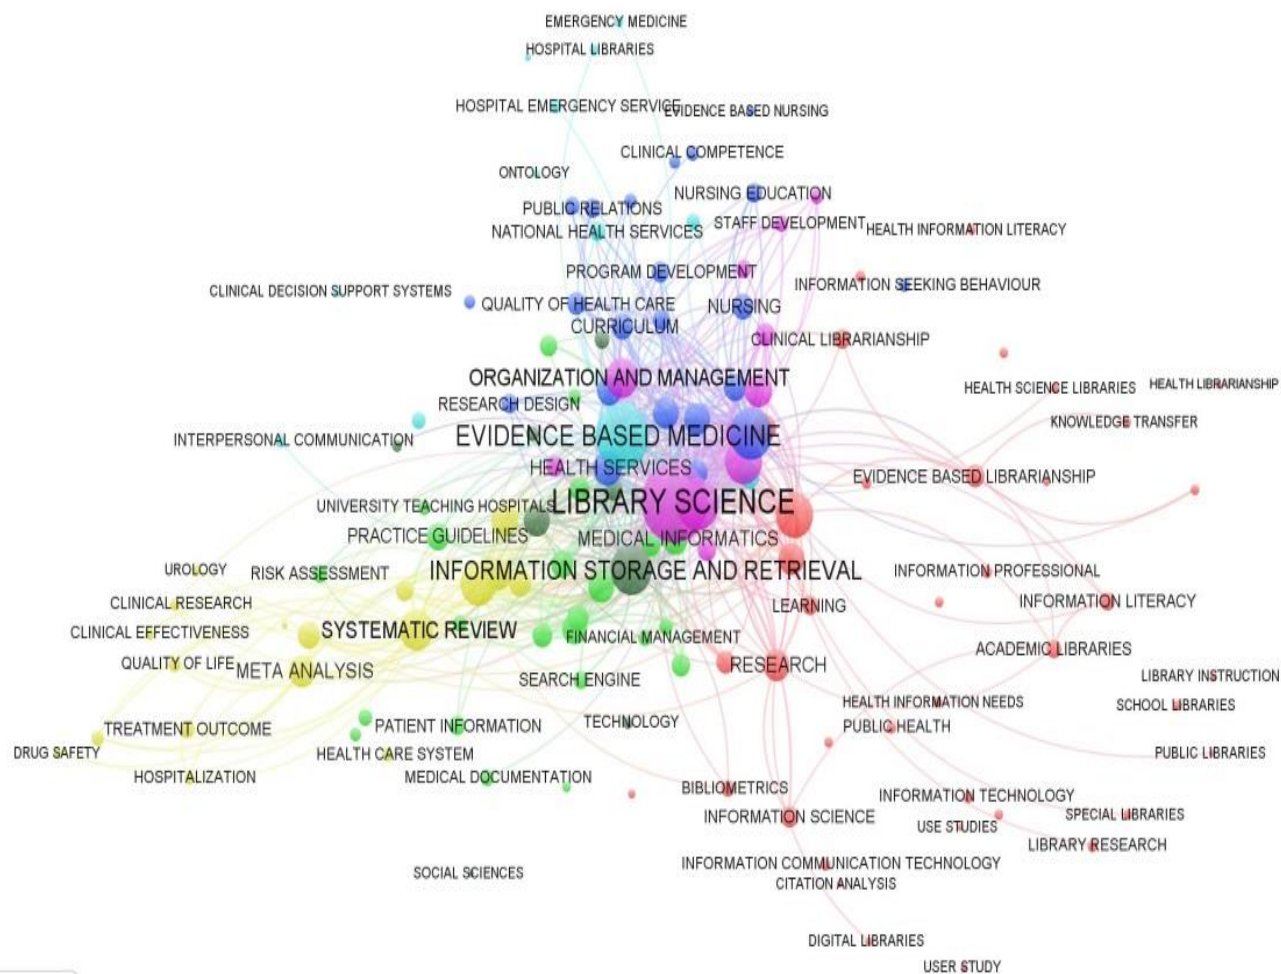 EMERGENCY MEDICINE
HOSPITAL LIBRARIES
HOSPITAL EMERGENCY SERVICE
EVIDENCE BASED NURSING
CLINICAL COMPETENCE
ONTOLOGY
NURSING EDUCATION
PUBLIC RELATIONS
STAFF DEVELOPMENT
HEALTH INFORMATION LITERACY
NATIONAL HEALTH SERVICES
PROGRAM DEVELOPMENT
INFORMATION SEEKING BEHAVIOUR
CLINICAL DECISION SUPPORT SYSTEMS
QUALITY OF HEALTH CARE
NURSING
CURRICULUM
CLINICAL LIBRARIANSHIP
ORGANIZATION AND MANAGEMENT
HEALTH SCIENCE LIBRARIES
HEALTH LIBRARIANSHIP
RESEARCH DESIGN
KNOWLEDGE TRANSFER
INTERPERSONAL COMMUNICATION
EVIDENCE BASED MEDICINE
HEALTH SERVICES
EVIDENCE BASED LIBRARIANSHIP
UNIVERSITY TEACHING HOSPITALS
LIBRARY SCIENCE
PRACTICE GUIDELINES
MEDICAL INFORMATICS
UROLOGY
RISK ASSESSMENT
INFORMATION STORAGE AND RETRIEVAL
INFORMATION PROFESSIONAL
CLINICAL RESEARCH
LEARNING
INFORMATION LITERACY
CLINICAL EFFECTIVENESS
SYSTEMATIC REVIEW
FINANCIAL MANAGEMENT
ACADEMIC LIBRARIES
QUALITY OF LIFE
META ANALYSIS
SEARCH ENGINE
RESEARCH
LIBRARY INSTRUCTION
HEALTH INFORMATION NEEDS
SCHOOL LIBRARIES
TREATMENT OUTCOME
PATIENT INFORMATION
TECHNOLOGY
PUBLIC HEALTH
DRUG SAFETY
HEALTH CARE SYSTEM
PUBLIC LIBRARIES
HOSPITALIZATION
MEDICAL DOCUMENTATION
BIBLIOMETRICS
INFORMATION TECHNOLOGY
INFORMATION SCIENCE
USE STUDIES
SPECIAL LIBRARIES
LIBRARY RESEARCH
SOCIAL SCIENCES
INFORMATION COMMUNICATION TECHNOLOGY
CITATION ANALYSIS
DIGITAL LIBRARIES
USER STUDY